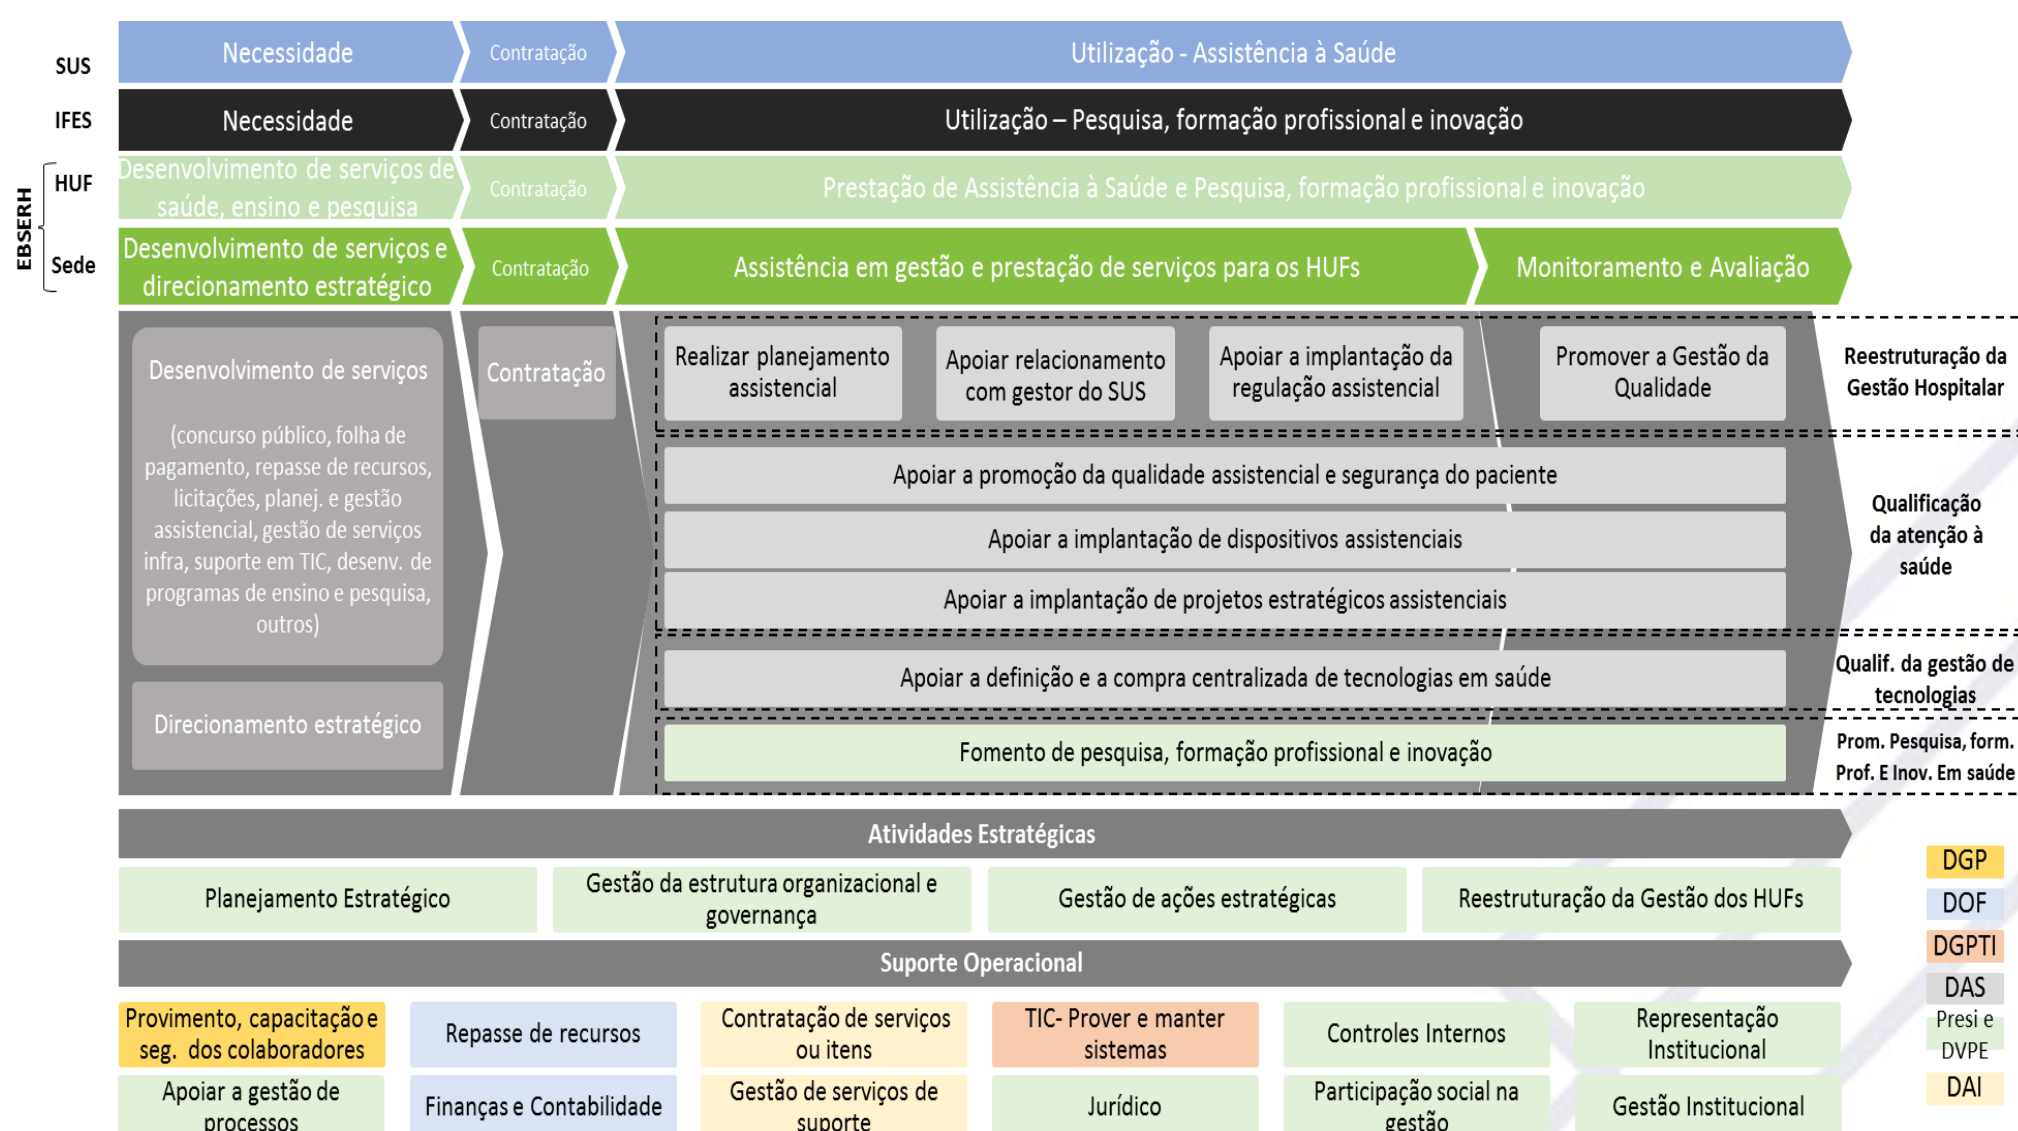 SUS
Necessidade
Contratação
Utilização - Assistência à Saúde
IFES
Necessidade
Contratação
Utilização – Pesquisa, formação profissional e inovação
EBSERH
HUF
Desenvolvimento de serviços de
saúde, ensino e pesquisa
Contratação
Prestação de Assistência à Saúde e Pesquisa, formação profissional e inovação
Sede
Desenvolvimento de serviços e
direcionamento estratégico
Contratação
Assistência em gestão e prestação de serviços para os HUFs
Monitoramento e Avaliação
Desenvolvimento de serviços
(concurso público, folha de
pagamento, repasse de recursos,
licitações, planej. e gestão
assistencial, gestão de serviços
infra, suporte em TIC, desenv. de
programas de ensino e pesquisa,
outros)
Direcionamento estratégico
Contratação
Realizar planejamento
assistencial
Apoiar relacionamento
com gestor do SUS
Apoiar a implantação da
regulação assistencial
Promover a Gestão da
Qualidade
Reestruturação da
Gestão Hospitalar
Apoiar a promoção da qualidade assistencial e segurança do paciente
Apoiar a implantação de dispositivos assistenciais
Apoiar a implantação de projetos estratégicos assistenciais
Qualificação
da atenção à
saúde
Apoiar a definição e a compra centralizada de tecnologias em saúde
Qualif. da gestão de
tecnologias
Fomento de pesquisa, formação profissional e inovação
Prom. Pesquisa, form.
Prof. E Inov. Em saúde
Atividades Estratégicas
Planejamento Estratégico
Gestão da estrutura organizacional e
governança
Gestão de ações estratégicas
Reestruturação da Gestão dos HUFs
Suporte Operacional
Provimento, capacitação e
seg. dos colaboradores
Repasse de recursos
Contratação de serviços
ou itens
TIC- Prover e manter
sistemas
Controles Internos
Representação
Institucional
Apoiar a gestão de
processos
Finanças e Contabilidade
Gestão de serviços de
suporte
Jurídico
Participação social na
gestão
Gestão Institucional
DGP
DOF
DGPTI
DAS
Presi e
DVPE
DAI